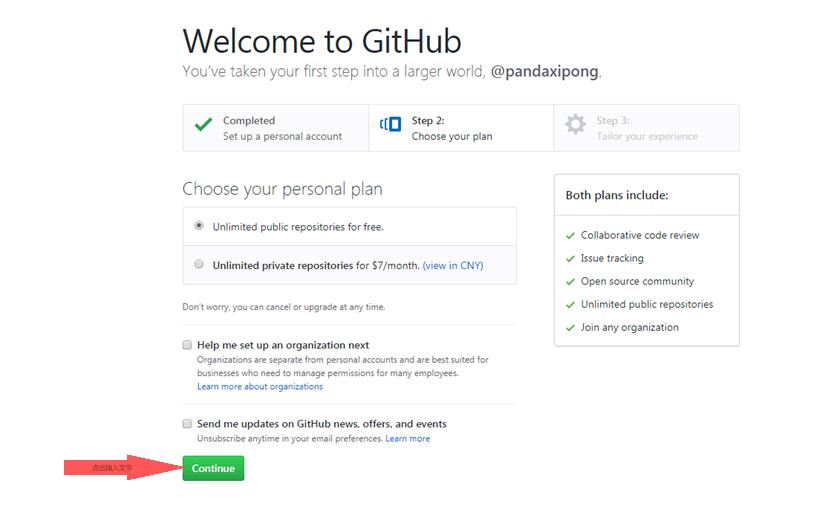 Welcome to GitHub
You've taken your first step into a larger world, @pandaxipong.
Completed
Set up a personal account
Step 2:
Choose your plan
Step 3:
Tailor your experience
Choose your personal plan
Unlimited public repositories for free.
Unlimited private repositories for $7/month. (view in CNY)
Don't worry, you can cancel or upgrade at any time.
Help me set up an organization next
Organizations are separate from personal accounts and are best suited for
businesses who need to manage permissions for many employees.
Learn more about organizations
Send me updates on GitHub news, offers, and events
Unsubscribe anytime in your email preferences. Learn more
点击输入文字
Continue
Both plans include:
Collaborative code review
Issue tracking
Open source community
Unlimited public repositories
Join any organization